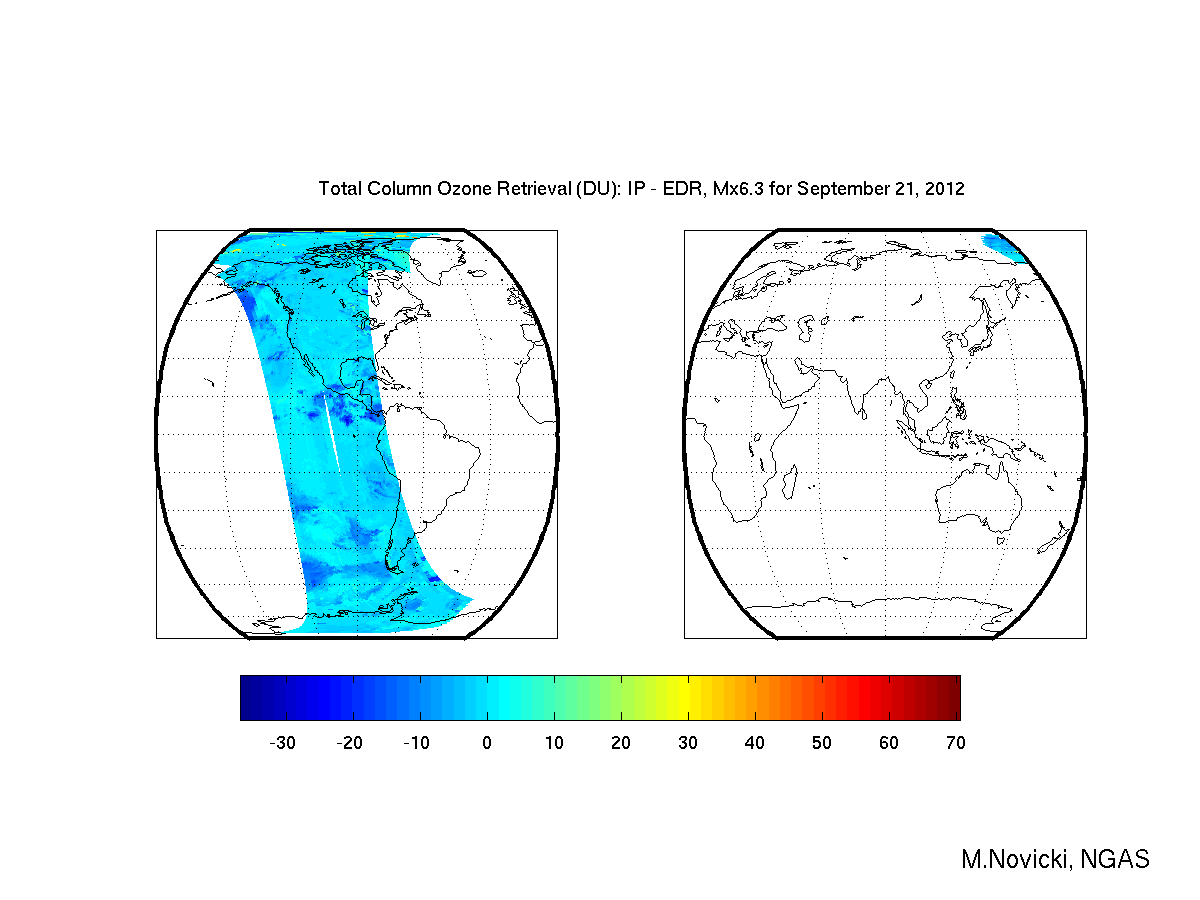 Total Column Ozone Retrieval (DU): IP - EDR, Mx6.3 for September 21, 2012
-30 -20 -10 0 10 20 30 40 50 60 70
M.Novicki, NGAS